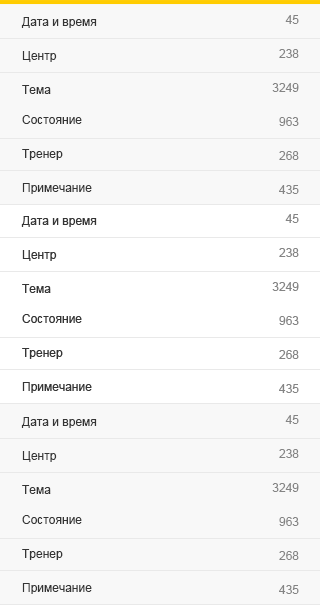 Дата и время 45
Центр 238
Тема 3249
Состояние 963
Тренер 268
Примечание 435
Дата и время 45
Центр 238
Тема 3249
Состояние 963
Тренер 268
Примечание 435
Дата и время 45
Центр 238
Тема 3249
Состояние 963
Тренер 268
Примечание 435